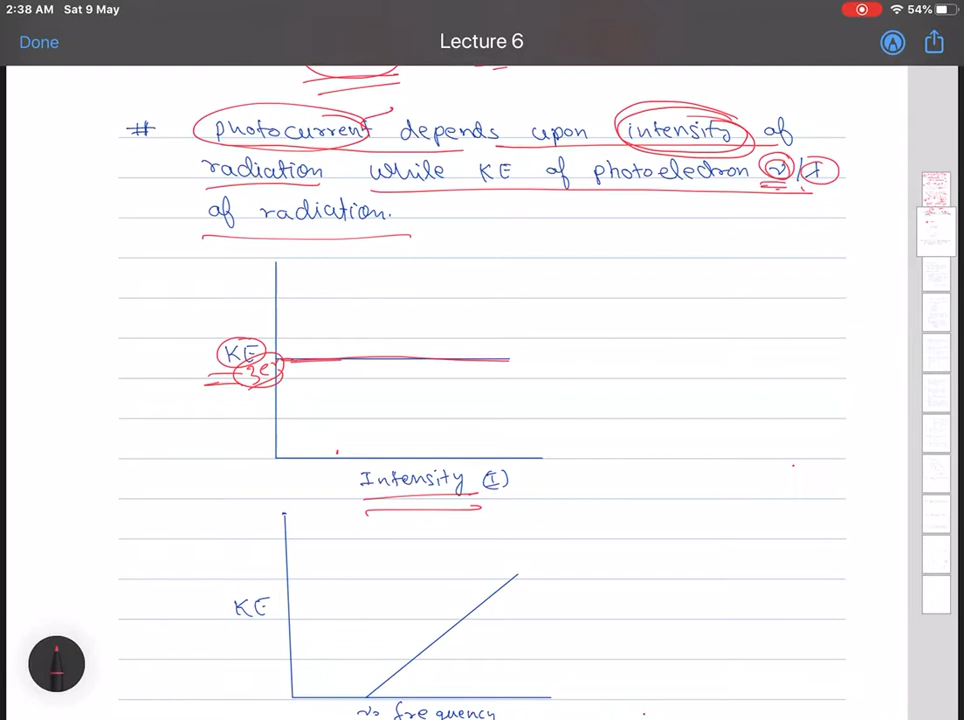 2:38 AM Sat 9 May
54%
Done
Lecture 6
# Photocurrent depends upon intensity of
radiation while KE of photoelectron ν/I
of radiation.
KE
Intensity (I)
KE
ν₀ frequency